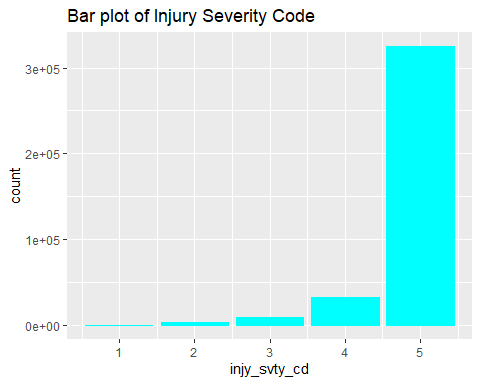 Bar plot of Injury Severity Code
3e+05
2e+05
1e+05
0e+00
count
1 2 3 4 5
injy_svty_cd